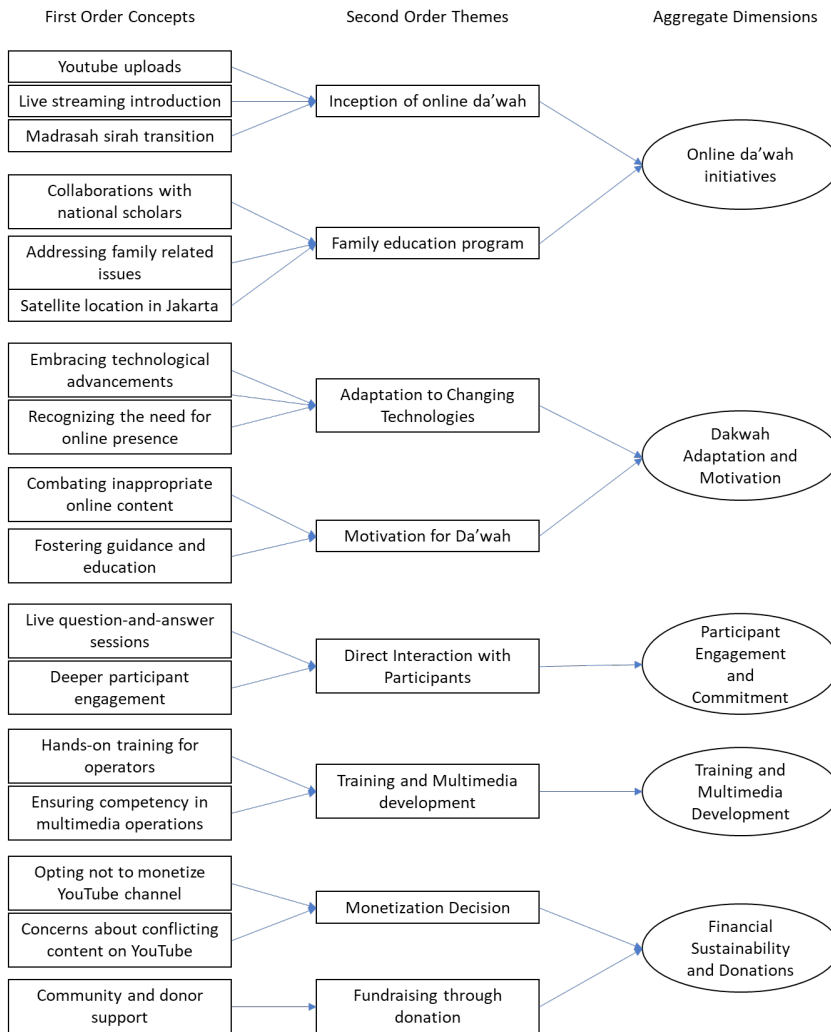 First Order Concepts
Second Order Themes
Aggregate Dimensions
Youtube uploads
Live streaming introduction
Madrasah sirah transition
Inception of online da’wah
Collaborations with
national scholars
Addressing family related
issues
Satellite location in Jakarta
Family education program
Online da’wah
initiatives
Embracing technological
advancements
Recognizing the need for
online presence
Adaptation to Changing
Technologies
Combating inappropriate
online content
Fostering guidance and
education
Motivation for Da’wah
Dakwah
Adaptation and
Motivation
Live question-and-answer
sessions
Deeper participant
engagement
Direct Interaction with
Participants
Participant
Engagement
and
Commitment
Hands-on training for
operators
Ensuring competency in
multimedia operations
Training and Multimedia
development
Training and
Multimedia
Development
Opting not to monetize
YouTube channel
Concerns about conflicting
content on YouTube
Monetization Decision
Community and donor
support
Fundraising through
donation
Financial
Sustainability
and Donations